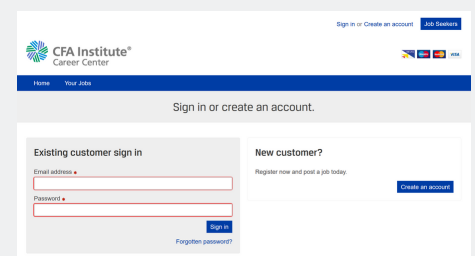 Sign in or Create an account Job Seekers
CFA Institute®
Career Center
VISA
Home Your Jobs
Sign in or create an account.
Existing customer sign in
Email address
Password
Sign in
Forgotten password?
New customer?
Register now and post a job today.
Create an account